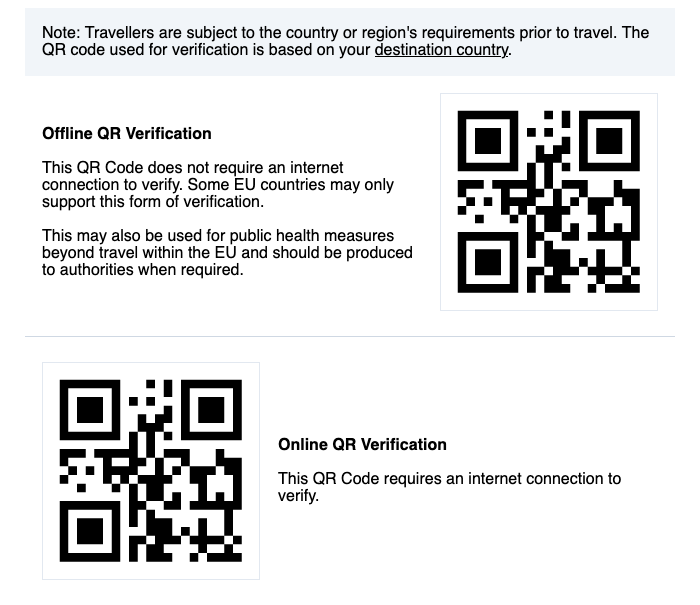 Note: Travellers are subject to the country or region's requirements prior to travel. The
QR code used for verification is based on your destination country.
Offline QR Verification
This QR Code does not require an internet
connection to verify. Some EU countries may only
support this form of verification.
This may also be used for public health measures
beyond travel within the EU and should be produced
to authorities when required.
Online QR Verification
This QR Code requires an internet connection to
verify.